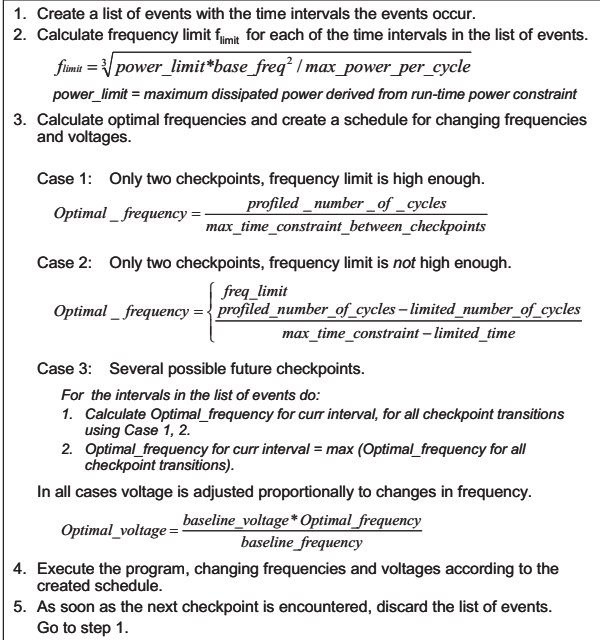 1. Create a list of events with the time intervals the events occur.
2. Calculate frequency limit f_limit for each of the time intervals in the list of events.
f_limit = ∛(power_limit*base_freq² / max_power_per_cycle)
power_limit = maximum dissipated power derived from run-time power constraint
3. Calculate optimal frequencies and create a schedule for changing frequencies
and voltages.
Case 1: Only two checkpoints, frequency limit is high enough.
Optimal_frequency = profiled_number_of_cycles
max_time_constraint_between_checkpoints
Case 2: Only two checkpoints, frequency limit is not high enough.
freq_limit
Optimal_frequency = { profiled_number_of_cycles – limited_number_of_cycles
max_time_constraint – limited_time
Case 3: Several possible future checkpoints.
For the intervals in the list of events do:
1. Calculate Optimal_frequency for curr interval, for all checkpoint transitions
using Case 1, 2.
2. Optimal_frequency for curr interval = max (Optimal_frequency for all
checkpoint transitions).
In all cases voltage is adjusted proportionally to changes in frequency.
Optimal_voltage = baseline_voltage * Optimal_frequency
baseline_frequency
4. Execute the program, changing frequencies and voltages according to the
created schedule.
5. As soon as the next checkpoint is encountered, discard the list of events.
Go to step 1.